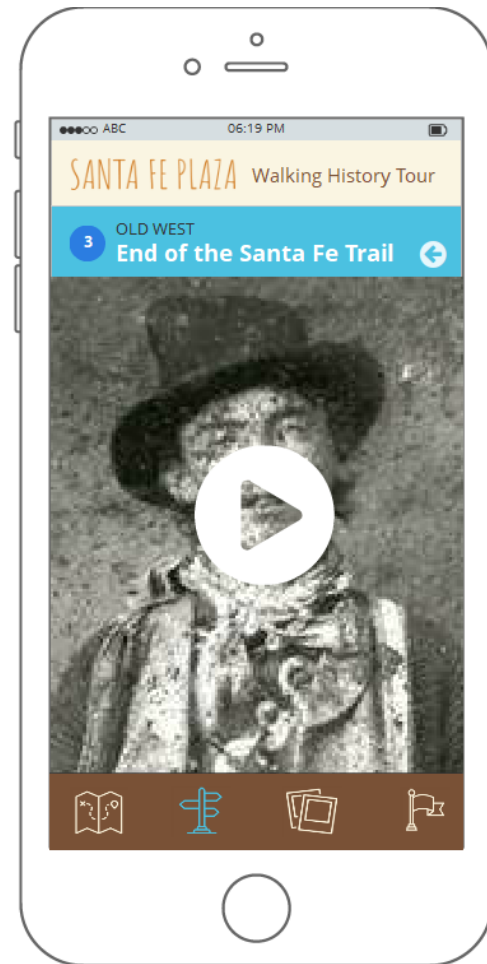 ABC 06:19 PM
SANTA FE PLAZA Walking History Tour
OLD WEST
3 End of the Santa Fe Trail